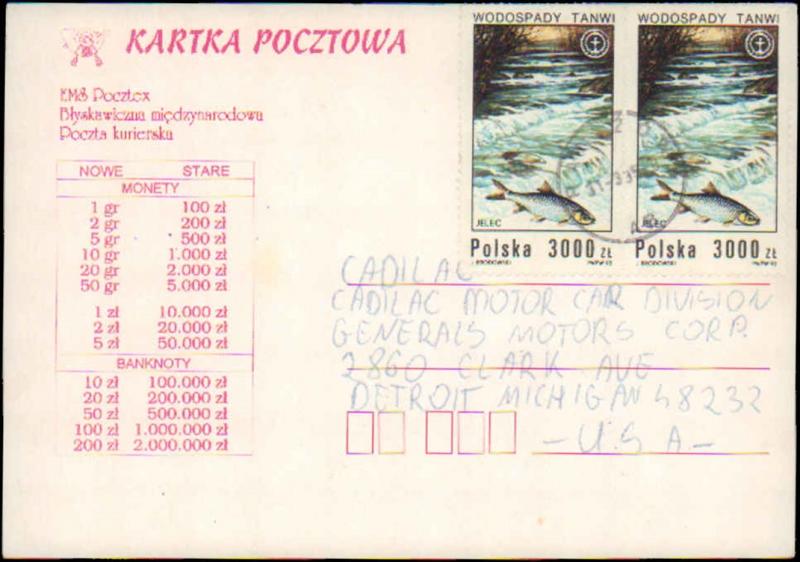 KARTKA POCZTOWA
EMS Pocztex
Błyskawiczna międzynarodowa
Poczta kurierska
NOWE STARE
MONETY
1 gr 100 zł
2 gr 200 zł
5 gr 500 zł
10 gr 1.000 zł
20 gr 2.000 zł
50 gr 5.000 zł
1 zł 10.000 zł
2 zł 20.000 zł
5 zł 50.000 zł
BANKNOTY
10 zł 100.000 zł
20 zł 200.000 zł
50 zł 500.000 zł
100 zł 1.000.000 zł
200 zł 2.000.000 zł
WODOSPADY TANWI
JELEC
Polska 3000 ZŁ
WODOSPADY TANWI
JELEC
Polska 3000 ZŁ
CADILAC
CADILAC MOTOR CAR DIVISION
GENERALS MOTORS CORP.
2860 CLARK AVE
DETROIT MICHIGAN 48232
- U.S A -